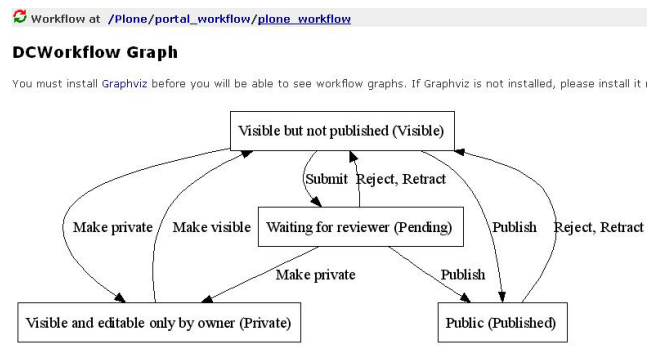 Workflow at /Plone/portal_workflow/plone_workflow
DCWorkflow Graph
You must install Graphviz before you will be able to see workflow graphs. If Graphviz is not installed, please install it
Visible but not published (Visible)
Submit Reject, Retract
Make private Make visible Waiting for reviewer (Pending) Publish Reject, Retract
Make private Publish
Visible and editable only by owner (Private) Public (Published)